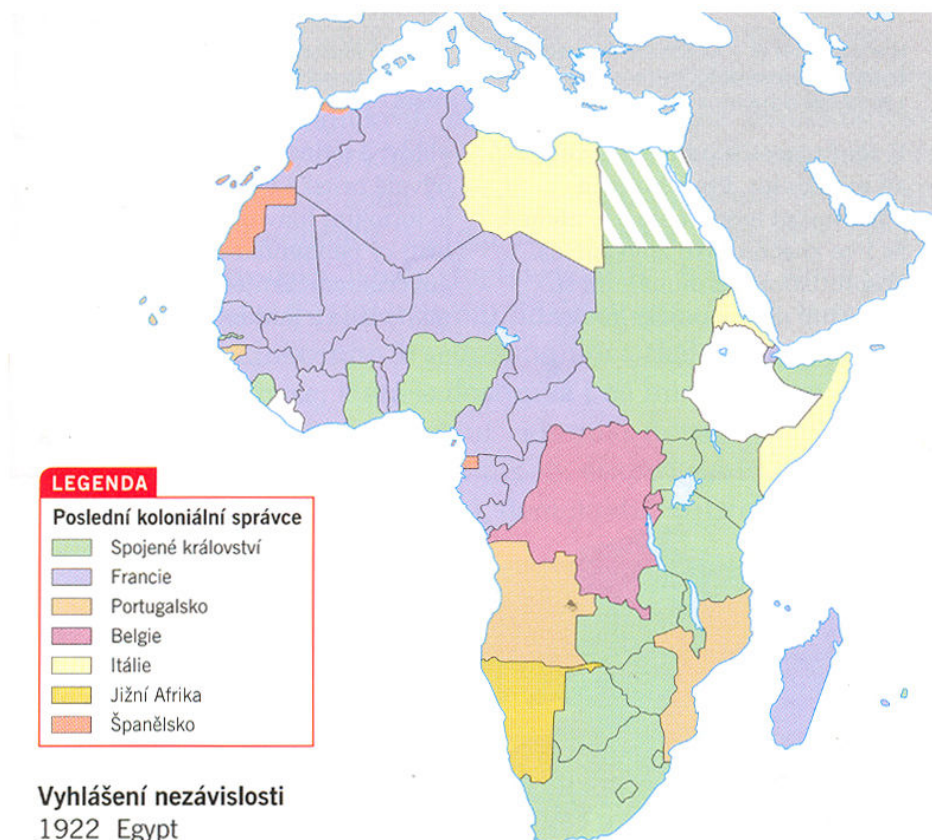 LEGENDA
Poslední koloniální správce
Spojené království
Francie
Portugalsko
Belgie
Itálie
Jižní Afrika
Španělsko
Vyhlášení nezávislosti
1922 Egypt